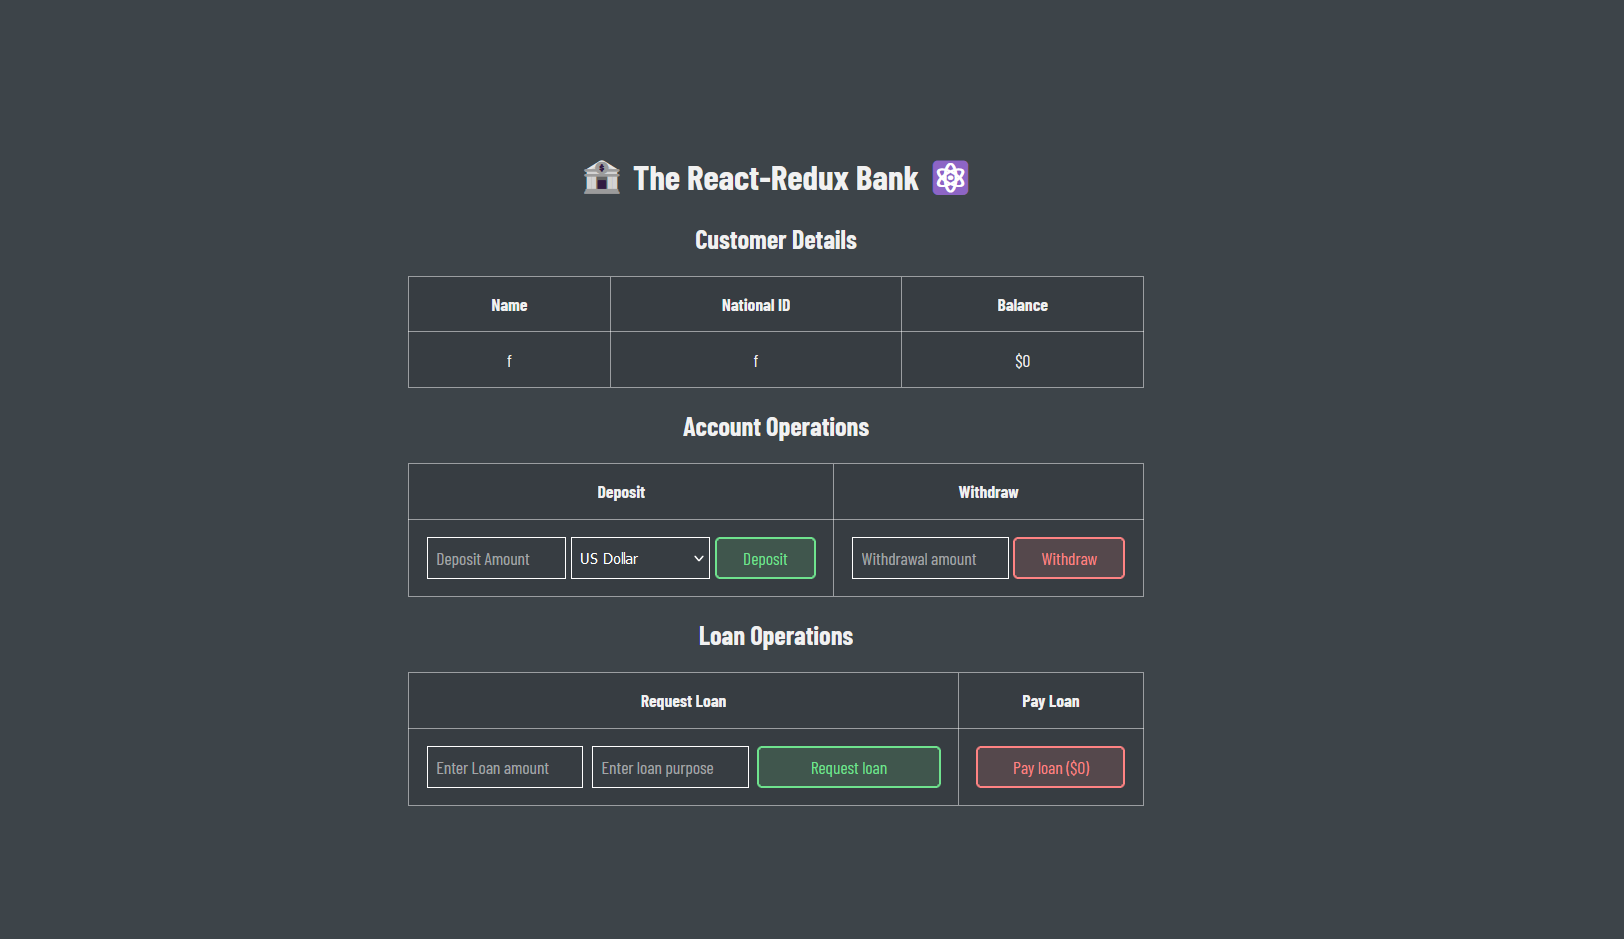 The React-Redux Bank
Customer Details
Name National ID Balance
f f $0
Account Operations
Deposit Withdraw
Deposit Amount US Dollar Deposit Withdrawal amount Withdraw
Loan Operations
Request Loan Pay Loan
Enter Loan amount Enter loan purpose Request loan Pay loan ($0)